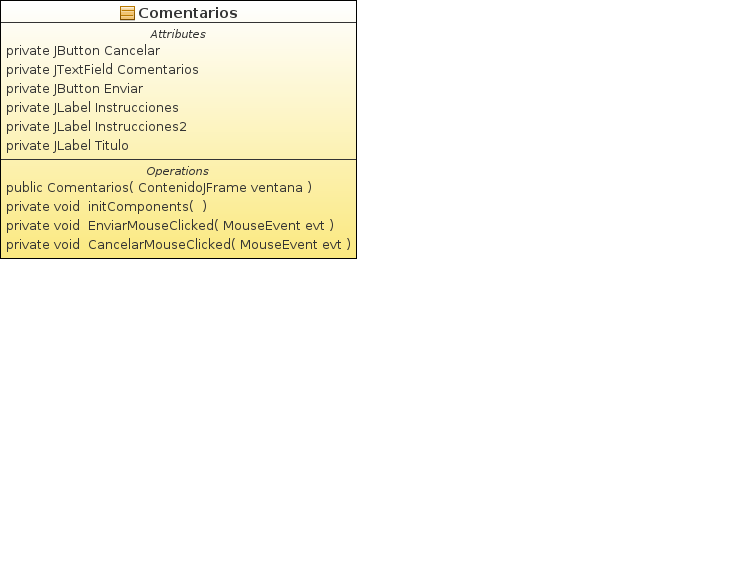 Comentarios
Attributes
private JButton Cancelar
private JTextField Comentarios
private JButton Enviar
private JLabel Instrucciones
private JLabel Instrucciones2
private JLabel Titulo
Operations
public Comentarios( ContenidoJFrame ventana )
private void  initComponents(  )
private void  EnviarMouseClicked( MouseEvent evt )
private void  CancelarMouseClicked( MouseEvent evt )